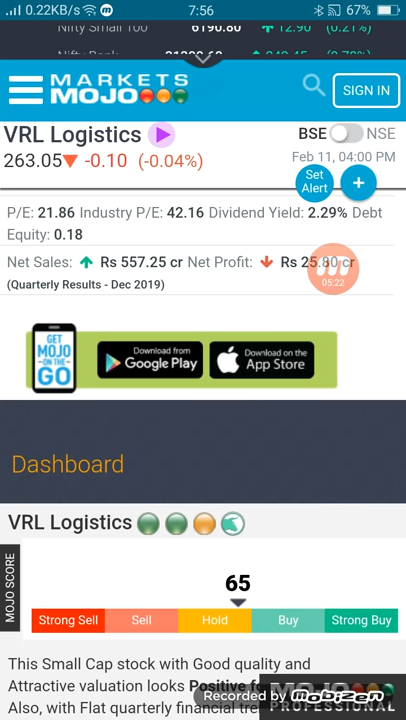 0.22KB/s 7:56 67%
Nifty Small 100 6190.80 12.90 (0.21%)
Nifty Bank
MARKETS
MOJO
SIGN IN
VRL Logistics BSE NSE
263.05 -0.10 (-0.04%) Feb 11, 04:00 PM
Set
Alert +
P/E: 21.86 Industry P/E: 42.16 Dividend Yield: 2.29% Debt
Equity: 0.18
Net Sales: Rs 557.25 cr Net Profit: Rs 25.80 cr
05:22
(Quarterly Results - Dec 2019)
GET
MOJO
ON THE
GO
Download from
Google Play
Download on the
App Store
Dashboard
VRL Logistics
MOJO SCORE
65
Strong Sell Sell Hold Buy Strong Buy
This Small Cap stock with Good quality and
Attractive valuation looks Positive
Also, with Flat quarterly financial
Recorded by MOBIZEN
PROFESSIONAL